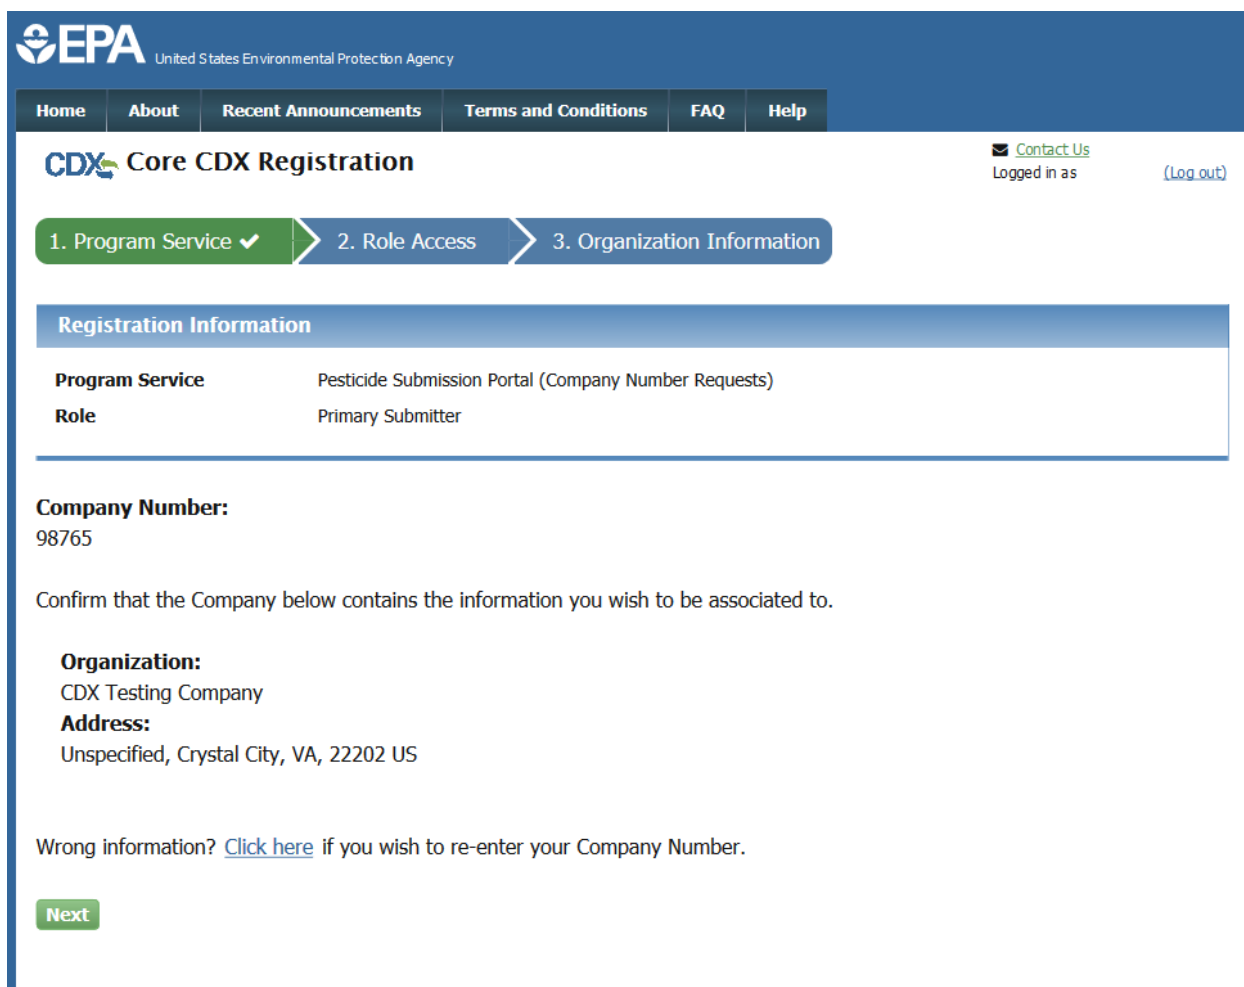 EPA United States Environmental Protection Agency
Home About Recent Announcements Terms and Conditions FAQ Help
CDX Core CDX Registration
Contact Us
Logged in as (Log out)
1. Program Service ✔ 2. Role Access 3. Organization Information
Registration Information
Program Service Pesticide Submission Portal (Company Number Requests)
Role Primary Submitter
Company Number:
98765
Confirm that the Company below contains the information you wish to be associated to.
Organization:
CDX Testing Company
Address:
Unspecified, Crystal City, VA, 22202 US
Wrong information? Click here if you wish to re-enter your Company Number.
Next